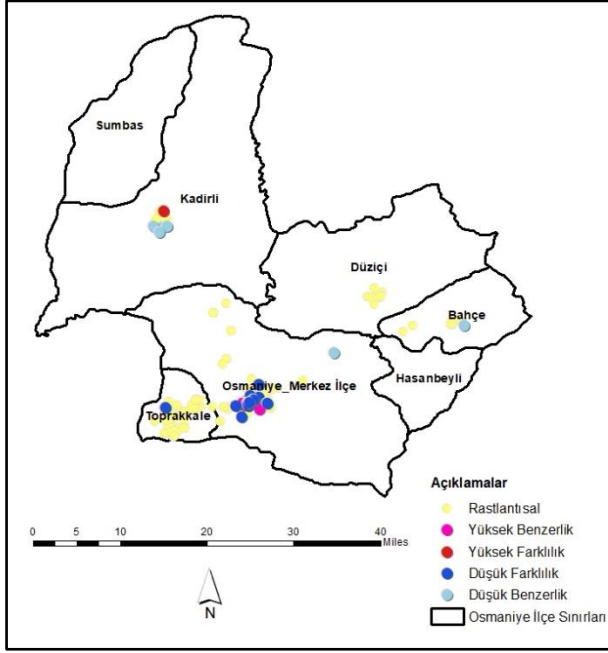 Sumbas
Kadirli
Düziçi
Bahçe
Hasanbeyli
Osmaniye_Merkez İlçe
Toprakkale
Açıklamalar
Rastlantısal
Yüksek Benzerlik
Yüksek Farklılık
Düşük Farklılık
Düşük Benzerlik
Osmaniye İlçe Sınırları
0 5 10 20 30 40
Miles
N